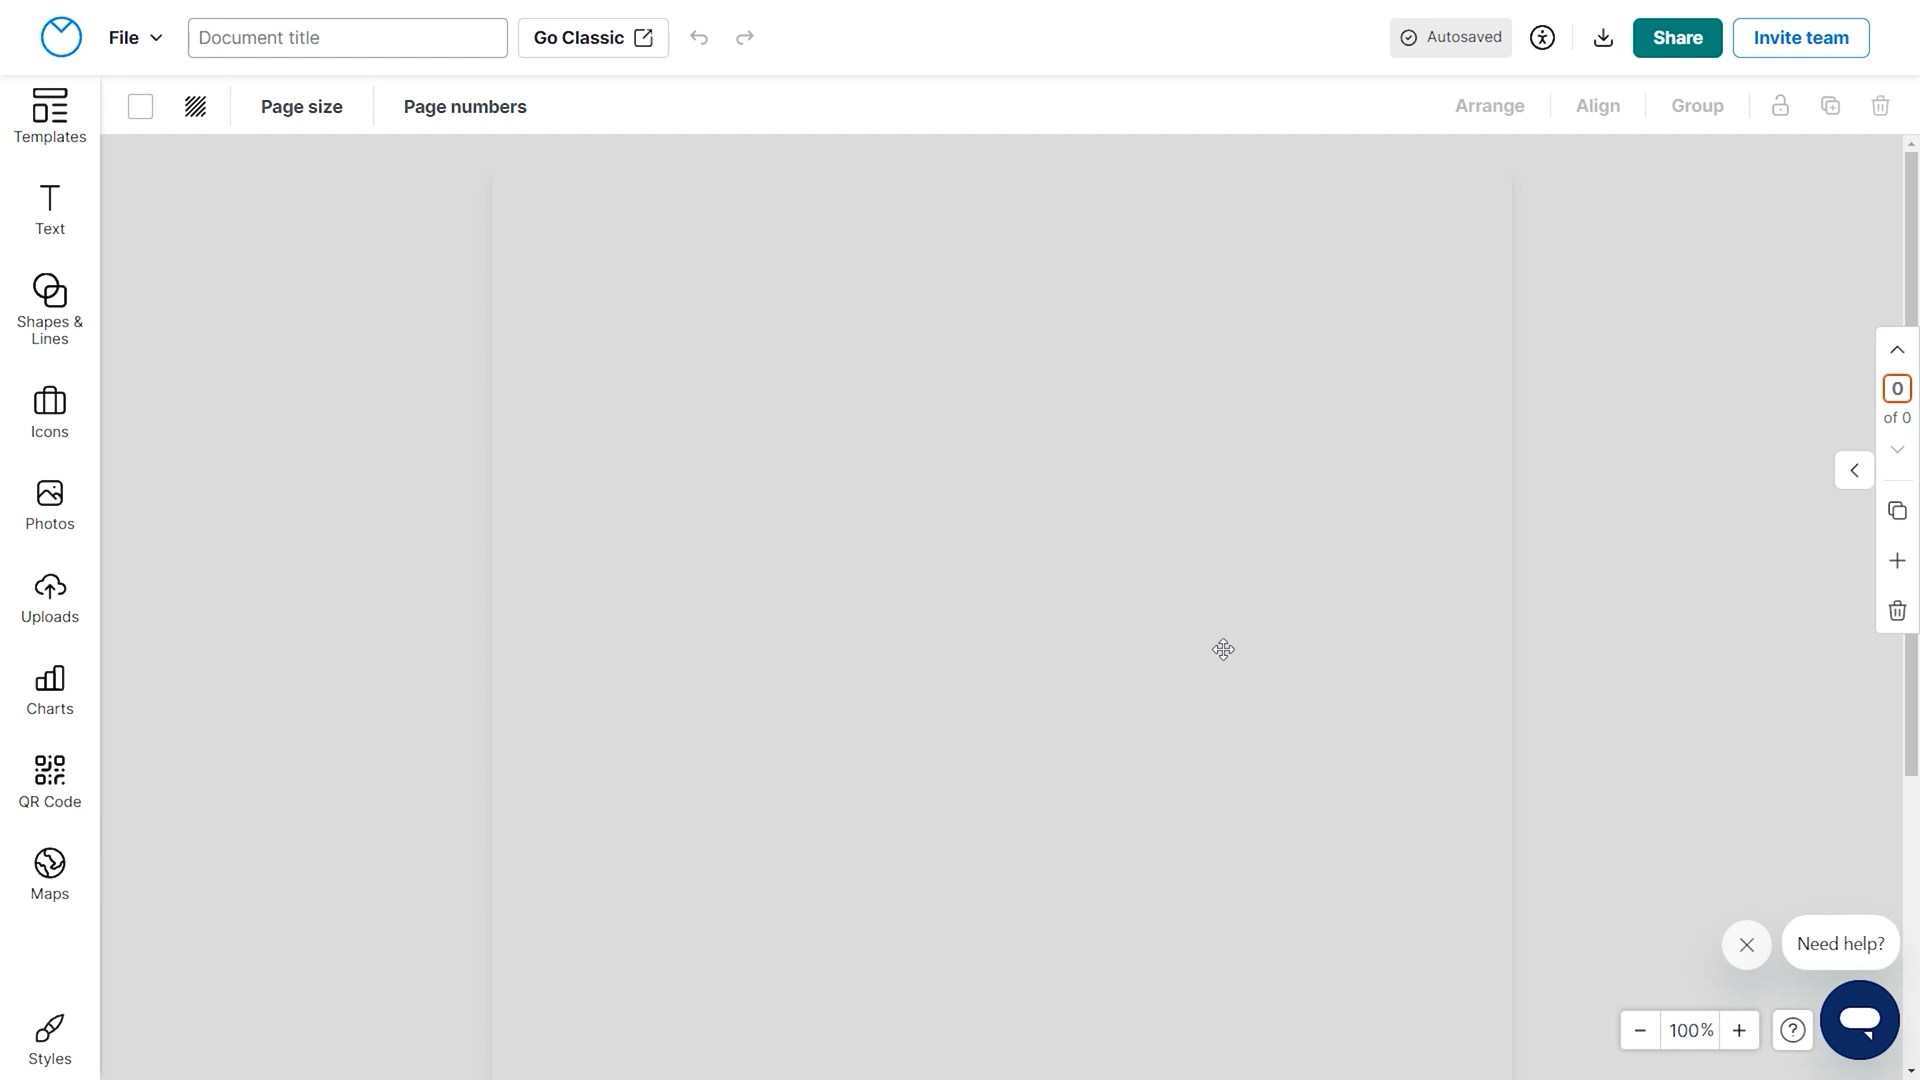 File
Document title
Go Classic
Autosaved
Share
Invite team
Page size
Page numbers
Arrange
Align
Group
Templates
Text
Shapes &
Lines
Icons
Photos
Uploads
Charts
QR Code
Maps
Styles
0
of 0
Need help?
100%